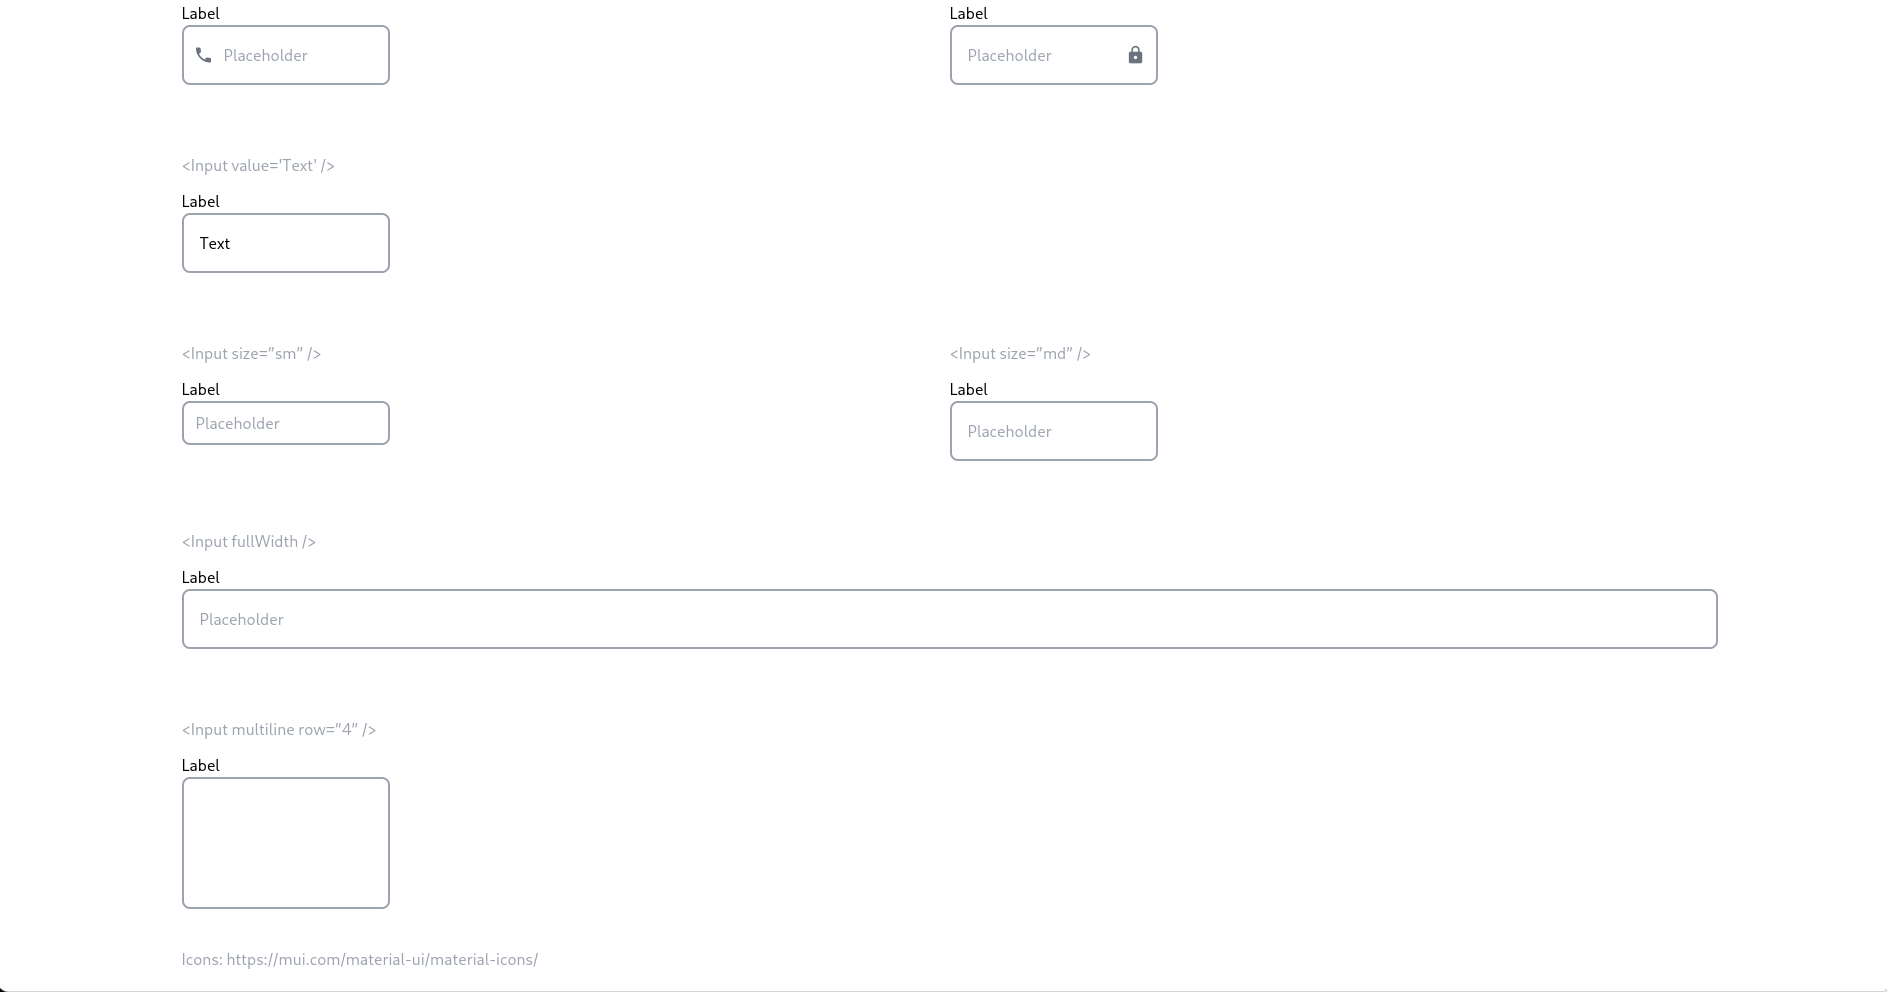 Label
Label
Placeholder
Placeholder
<Input value='Text' />
Label
Text
<Input size=”sm” />
<Input size=”md” />
Label
Label
Placeholder
Placeholder
<Input fullWidth />
Label
Placeholder
<Input multiline row=”4” />
Label
Icons: https://mui.com/material-ui/material-icons/